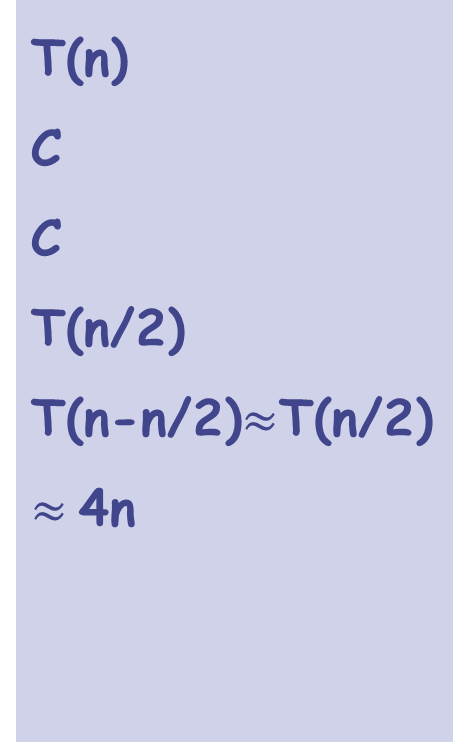 T(n)
C
C
T(n/2)
T(n-n/2)≈T(n/2)
≈ 4n